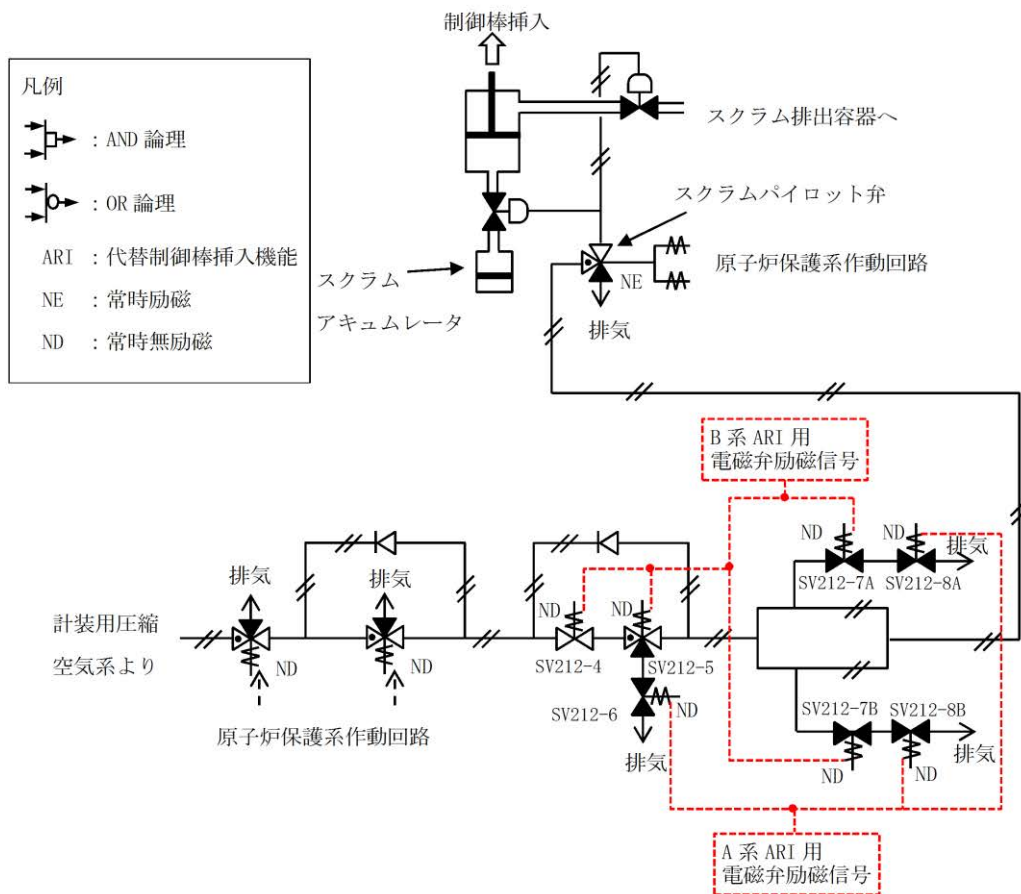 制御棒挿入
凡例
: AND 論理
: OR 論理
ARI : 代替制御棒挿入機能
NE : 常時励磁
ND : 常時無励磁
スクラム排出容器へ
スクラムパイロット弁
NE
原子炉保護系作動回路
排気
スクラム
アキュムレータ
B 系 ARI 用
電磁弁励磁信号
ND
ND
排気
SV212-7A
SV212-8A
排気
排気
計装用圧縮
空気系より
ND
ND
原子炉保護系作動回路
ND
ND
SV212-4
SV212-5
SV212-6
ND
排気
SV212-7B
SV212-8B
排気
ND
ND
A 系 ARI 用
電磁弁励磁信号